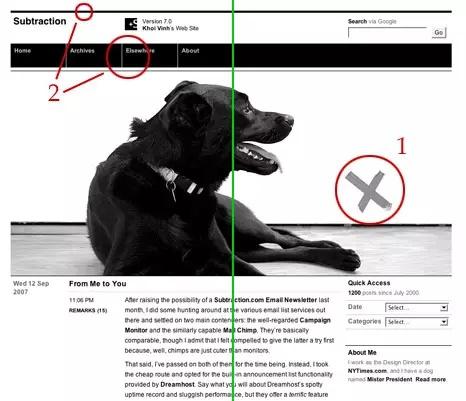 Subtraction
Version 7.0
Khoi Vinh's Web Site
Search via Google
Go
Home
Archives
Elsewhere
About
2
1
Wed 12 Sep
2007
From Me to You
11:06 PM
REMARKS (15)
After raising the possibility of a Subtraction.com Email Newsletter last
month, I did some hunting around at the various email list services out
there and settled on two main contenders: the well-regarded Campaign
Monitor and the similarly capable Mail Chimp. They're basically
comparable, though I admit that I felt compelled to give the latter a try first
because, well, chimps are just cuter than monitors.
That said, I've passed on both of them for the time being. Instead, I took
the cheap route and opted for the built-in announcement list functionality
provided by Dreamhost. Say what you will about Dreamhost's spotty
uptime record and sluggish performance, but they offer a terrific feature
Quick Access
1200 posts since July 2000.
Date
Select...
Categories
Select...
About Me
I work as the Design Director at
NYTimes.com, and I have a dog
named Mister President. Read more.